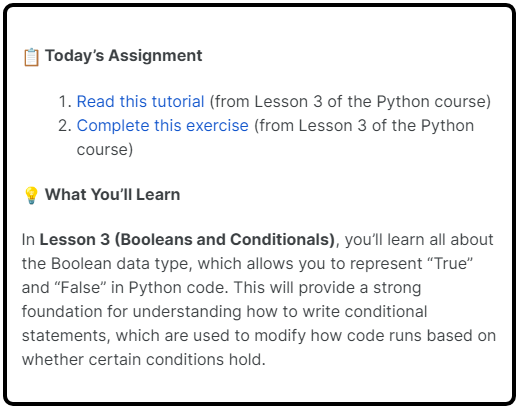 📋 Today’s Assignment
1. Read this tutorial (from Lesson 3 of the Python course)
2. Complete this exercise (from Lesson 3 of the Python
course)
💡 What You’ll Learn
In Lesson 3 (Booleans and Conditionals), you’ll learn all about
the Boolean data type, which allows you to represent “True”
and “False” in Python code. This will provide a strong
foundation for understanding how to write conditional
statements, which are used to modify how code runs based on
whether certain conditions hold.